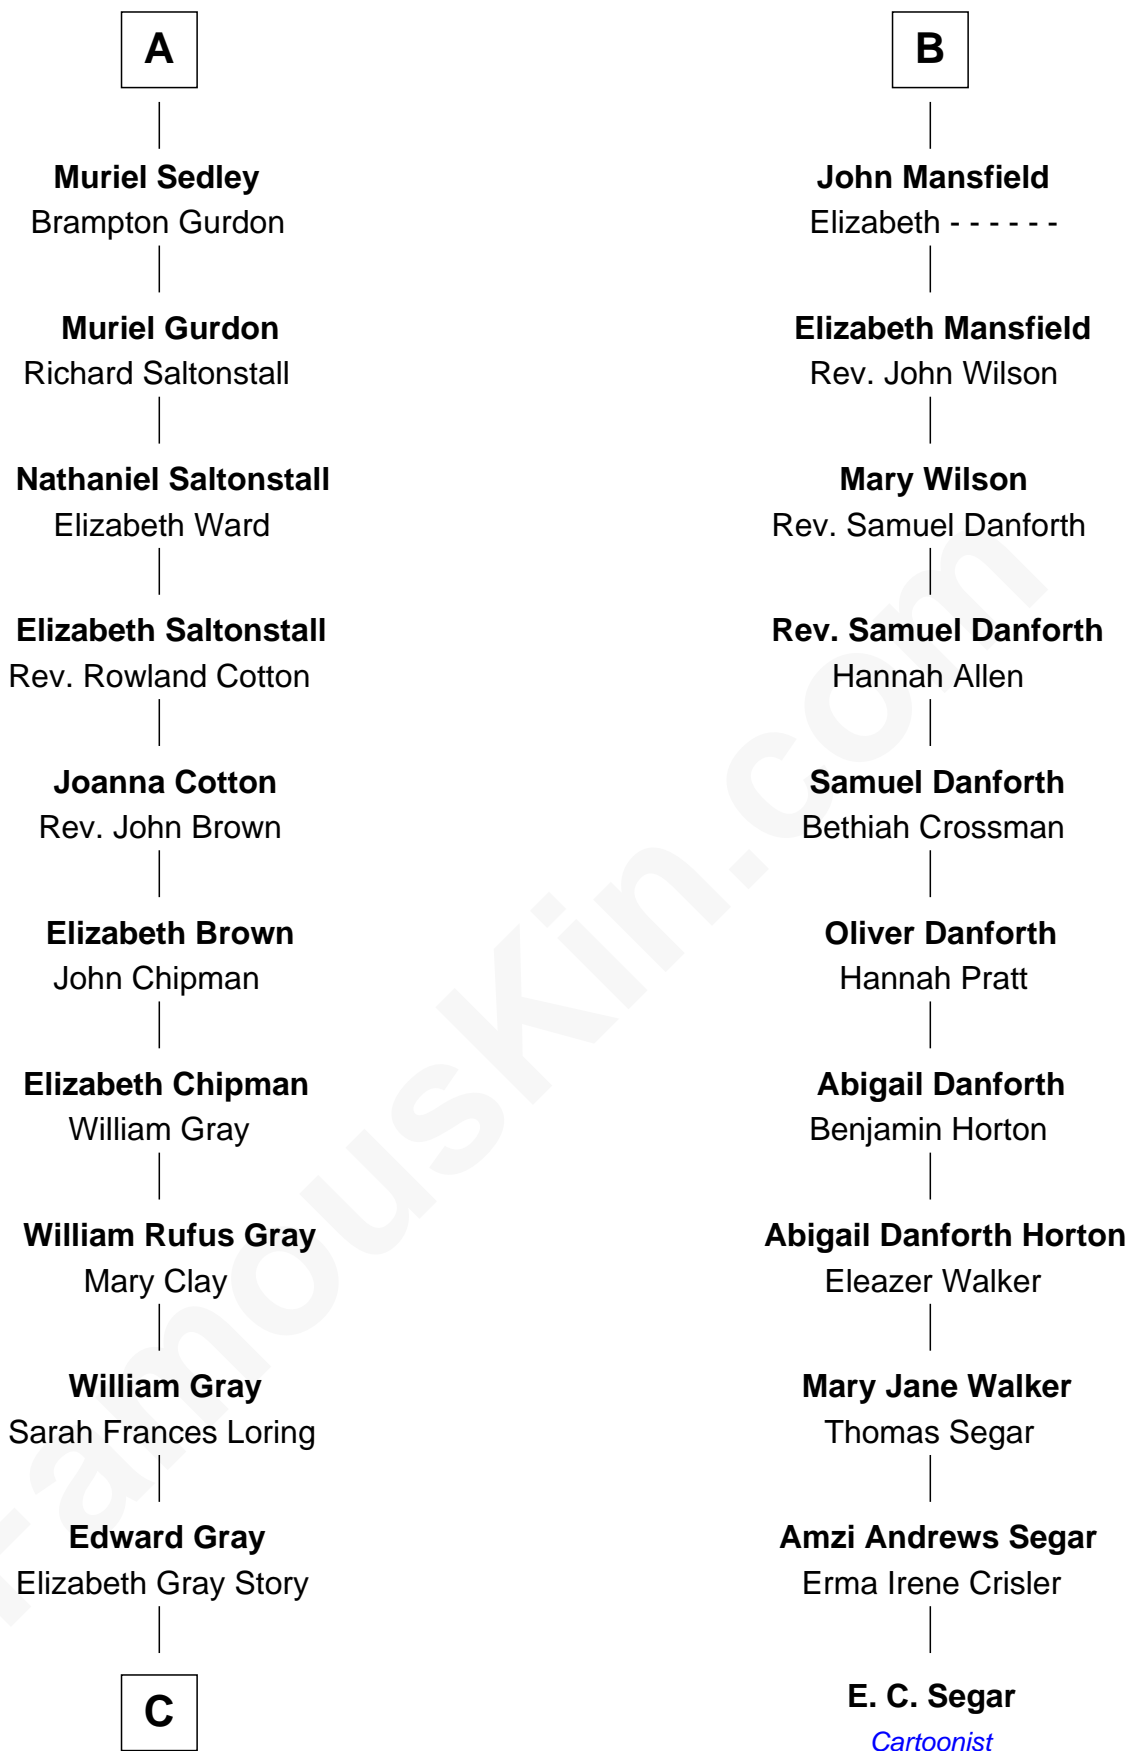 A
Muriel Sedley
Brampton Gurdon
Muriel Gurdon
Richard Saltonstall
Nathaniel Saltonstall
Elizabeth Ward
Elizabeth Saltonstall
Rev. Rowland Cotton
Joanna Cotton
Rev. John Brown
Elizabeth Brown
John Chipman
Elizabeth Chipman
William Gray
William Rufus Gray
Mary Clay
William Gray
Sarah Frances Loring
Edward Gray
Elizabeth Gray Story
C
B
John Mansfield
Elizabeth - - - - - -
Elizabeth Mansfield
Rev. John Wilson
Mary Wilson
Rev. Samuel Danforth
Rev. Samuel Danforth
Hannah Allen
Samuel Danforth
Bethiah Crossman
Oliver Danforth
Hannah Pratt
Abigail Danforth
Benjamin Horton
Abigail Danforth Horton
Eleazer Walker
Mary Jane Walker
Thomas Segar
Amzi Andrews Segar
Erma Irene Crisler
E. C. Segar
Cartoonist
FamousKin.com